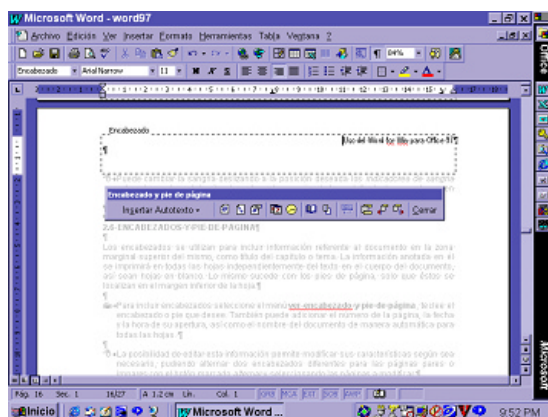 Microsoft Word - word97
Archivo Edición Ver Insertar Formato Herramientas Tabla Ventana ?
84%
Encabezado Arial Narrow 11 N K S
Office
Encabezado
Uso del Word for Win para Office 97¶
¶
Encabezado y pie de página
Insertar Autotexto Cerrar
2.6-ENCABEZADOS-Y-PIE-DE-PAGINA¶
¶
Los encabezados se utilizan para incluir información referente al documento en la zona
marginal superior del mismo, como título del capítulo o tema. La información anotada en el
se imprimirá en todas las hojas independientemente del texto en el cuerpo del documento,
así sean hojas en blanco. Lo mismo sucede con los pies de página, solo que éstos se
localizan en el margen inferior de la hoja.¶
¶
Para incluir encabezados seleccione el menú ver-encabezado y pie de página, teclee el
encabezado o pie que desee. También puede adicionar el número de la página, la fecha
y la hora de su apertura, así como el nombre del documento de manera automática para
todas las hojas.¶
¶
La posibilidad de editar esta información permite modificar sus características según sea
necesario, pudiendo alternar dos encabezados diferentes para las páginas pares o
Microsoft
Pág. 16 Sec. 1 16/27 A 1.2 cm Lín. Col. 1 GRB MCA EXT SOB
Inicio Microsoft Word ... 9:52 PM